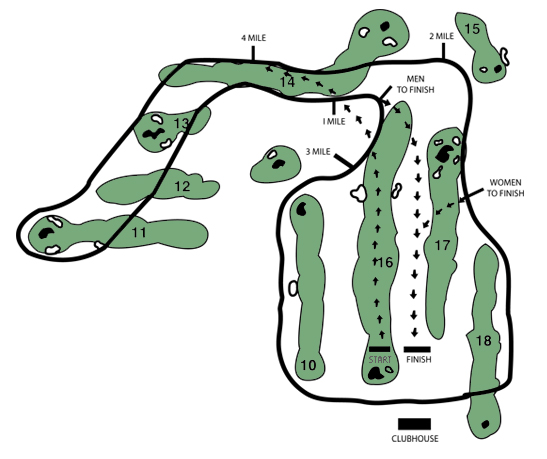 4 MILE
2 MILE
15
MEN
TO FINISH
14
1 MILE
13
3 MILE
12
WOMEN
TO FINISH
11
17
16
18
10
START
FINISH
CLUBHOUSE